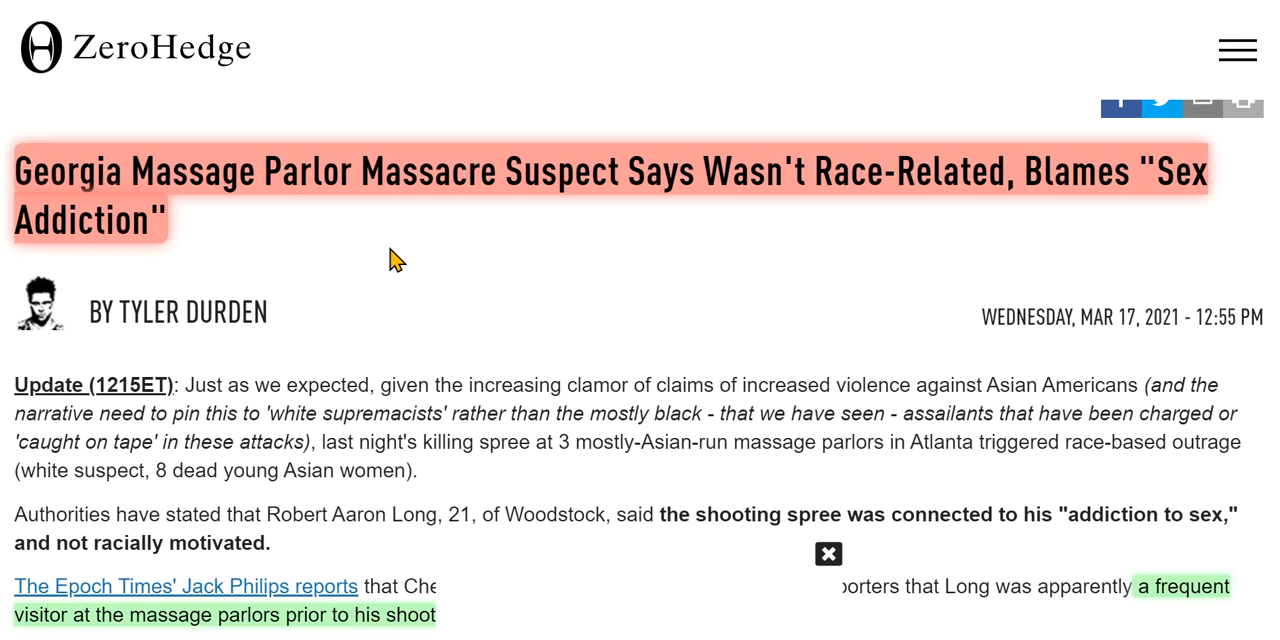 ZeroHedge
Georgia Massage Parlor Massacre Suspect Says Wasn't Race-Related, Blames "Sex
Addiction"
BY TYLER DURDEN
WEDNESDAY, MAR 17, 2021 - 12:55 PM
Update (1215ET): Just as we expected, given the increasing clamor of claims of increased violence against Asian Americans (and the
narrative need to pin this to 'white supremacists' rather than the mostly black - that we have seen - assailants that have been charged or
'caught on tape' in these attacks), last night's killing spree at 3 mostly-Asian-run massage parlors in Atlanta triggered race-based outrage
(white suspect, 8 dead young Asian women).
Authorities have stated that Robert Aaron Long, 21, of Woodstock, said the shooting spree was connected to his "addiction to sex,"
and not racially motivated.
The Epoch Times' Jack Philips reports that Che orters that Long was apparently a frequent
visitor at the massage parlors prior to his shoot